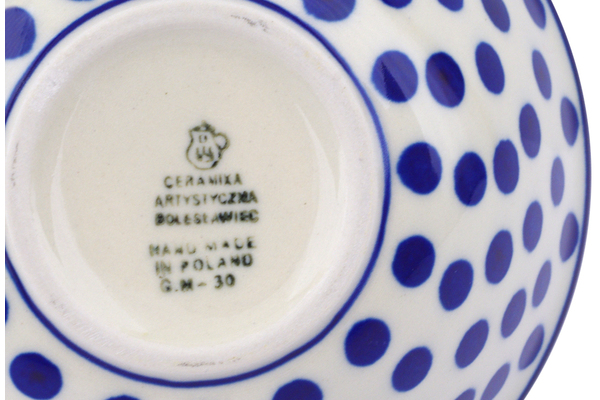 CERAMIKA
ARTYSTYCZNA
BOLESŁAWIEC
HAND MADE
IN POLAND
G.M-30